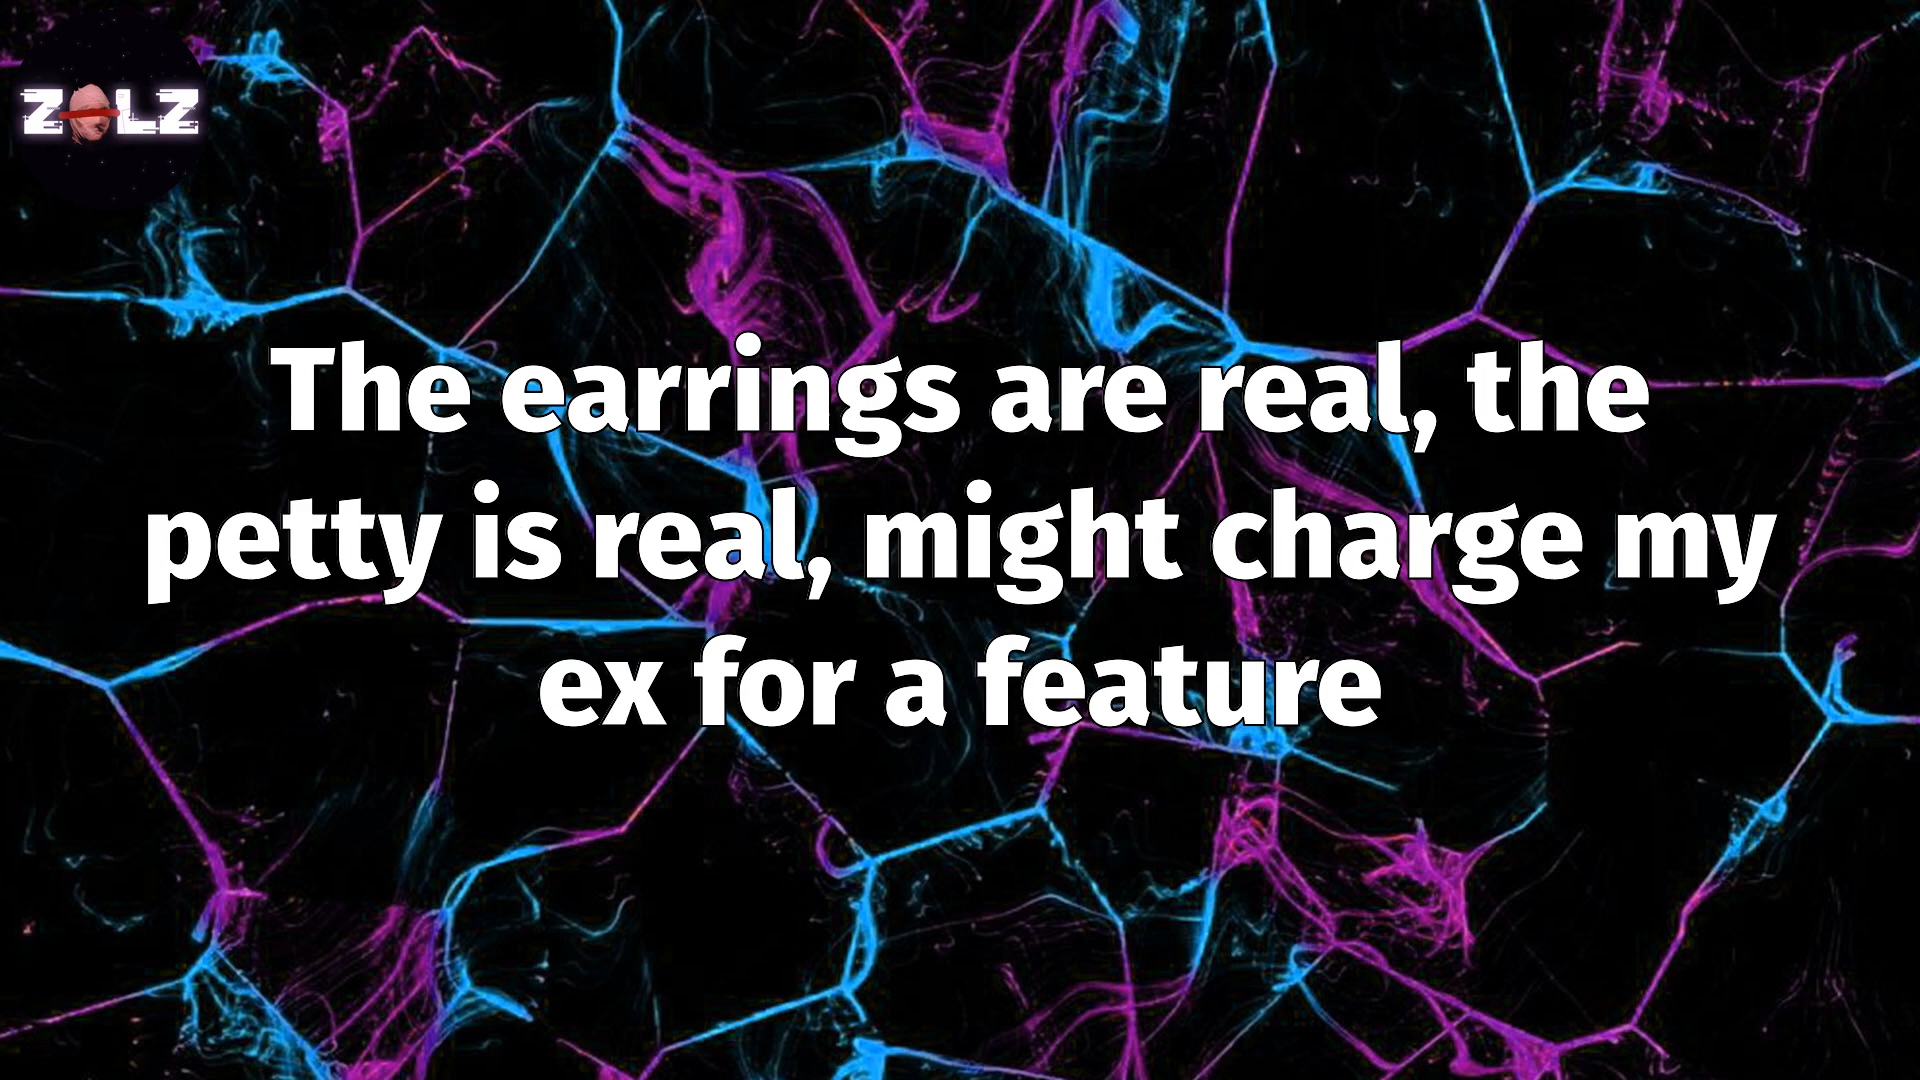 ZOLZ
The earrings are real, the
petty is real, might charge my
ex for a feature